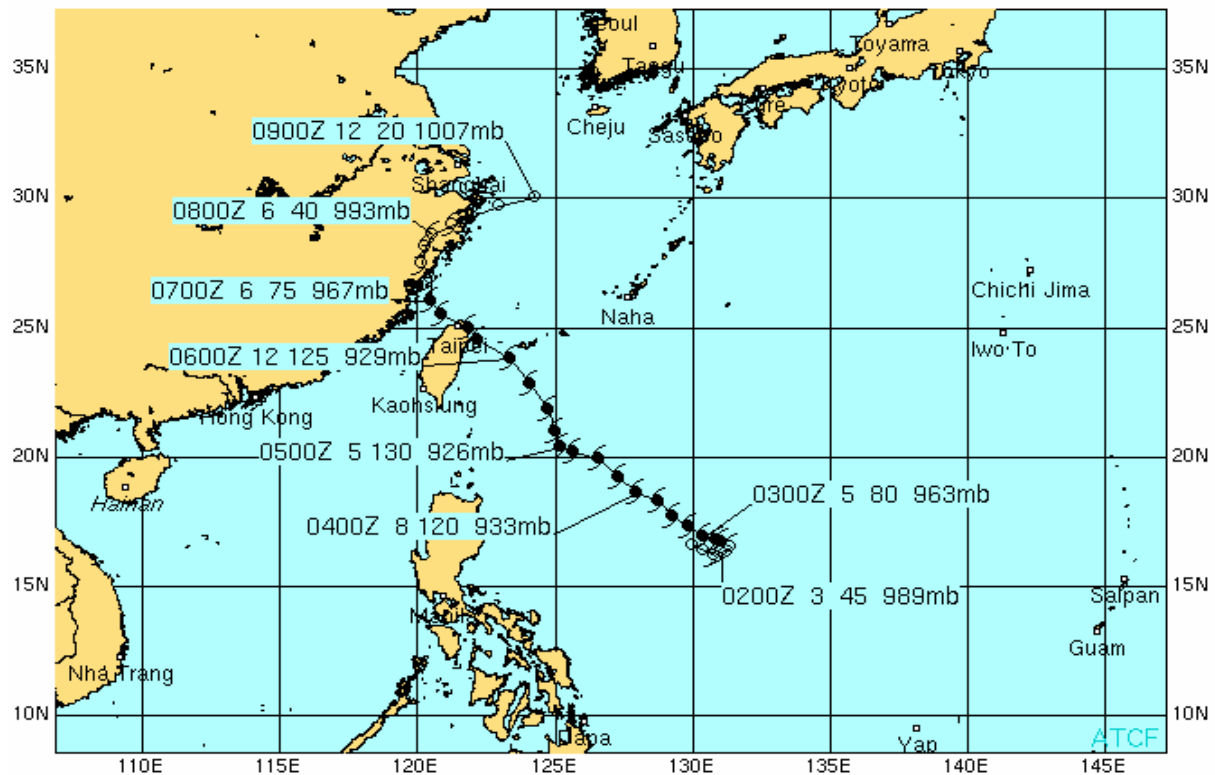 Seoul
Toyama
35N
Taegu
Kyoto
Tokyo
35N
Kure
Cheju
Sasebo
0900Z 12 20 1007mb
Shanghai
30N
30N
0800Z 6 40 993mb
0700Z 6 75 967mb
Chichi Jima
Naha
25N
25N
Taipei
Iwo To
0600Z 12 125 929mb
Kaohsiung
Hong Kong
0500Z 5 130 926mb
20N
20N
Hainan
0300Z 5 80 963mb
0400Z 8 120 933mb
15N
15N
0200Z 3 45 989mb
Saipan
Manila
Guam
Nha Trang
10N
10N
Yap
ATCF
110E
115E
120E
125E
130E
135E
140E
145E